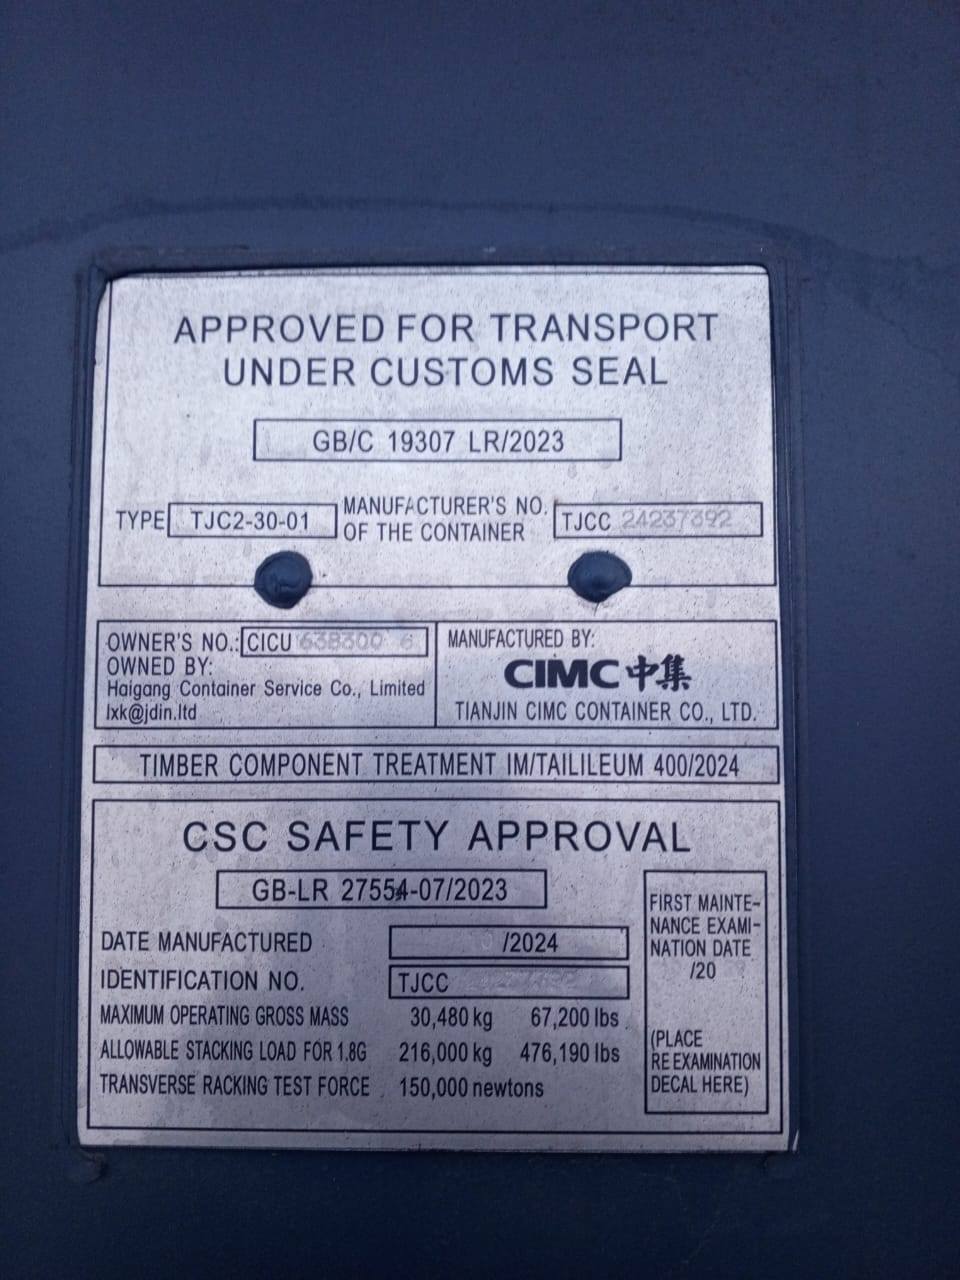 APPROVED FOR TRANSPORT
UNDER CUSTOMS SEAL
GB/C 19307 LR/2023
TYPE TJC2-30-01
MANUFACTURER'S NO.
OF THE CONTAINER
TJCC 24237392
OWNER'S NO.: CICU 638300 6
OWNED BY:
Haigang Container Service Co., Limited
lxk@jdin.ltd
MANUFACTURED BY:
CIMC 中集
TIANJIN CIMC CONTAINER CO., LTD.
TIMBER COMPONENT TREATMENT IM/TAILILEUM 400/2024
CSC SAFETY APPROVAL
GB-LR 27554-07/2023
DATE MANUFACTURED /2024
IDENTIFICATION NO. TJCC
MAXIMUM OPERATING GROSS MASS 30,480 kg 67,200 lbs
ALLOWABLE STACKING LOAD FOR 1.8G 216,000 kg 476,190 lbs
TRANSVERSE RACKING TEST FORCE 150,000 newtons
FIRST MAINTE-
NANCE EXAMI-
NATION DATE
/20
(PLACE
RE EXAMINATION
DECAL HERE)